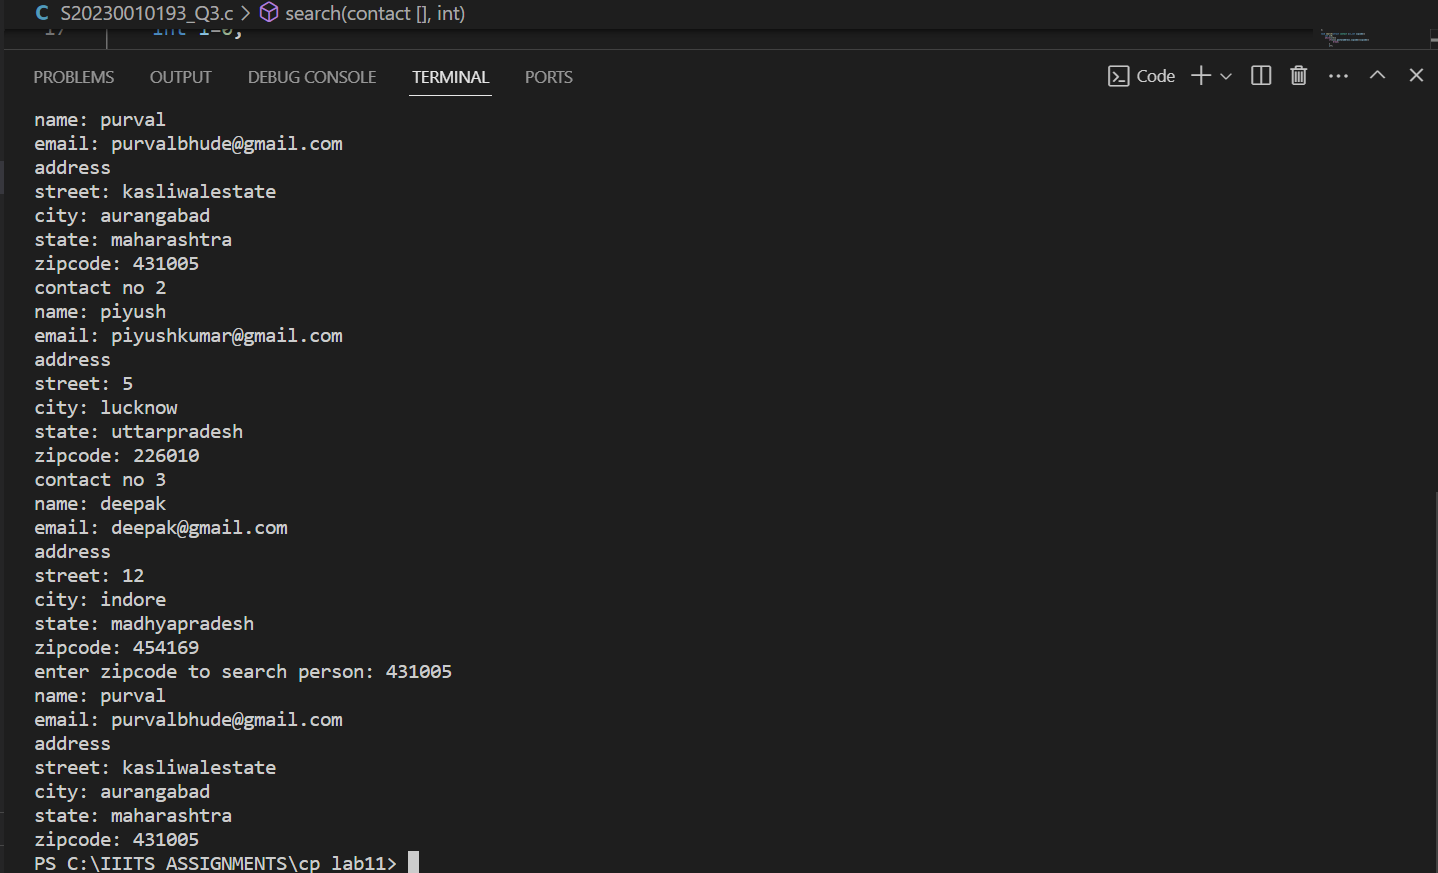 C S20230010193_Q3.c > search(contact [], int)
17 int i=0;
PROBLEMS OUTPUT DEBUG CONSOLE TERMINAL PORTS Code
name: purval
email: purvalbhude@gmail.com
address
street: kasliwalestate
city: aurangabad
state: maharashtra
zipcode: 431005
contact no 2
name: piyush
email: piyushkumar@gmail.com
address
street: 5
city: lucknow
state: uttarpradesh
zipcode: 226010
contact no 3
name: deepak
email: deepak@gmail.com
address
street: 12
city: indore
state: madhyapradesh
zipcode: 454169
enter zipcode to search person: 431005
name: purval
email: purvalbhude@gmail.com
address
street: kasliwalestate
city: aurangabad
state: maharashtra
zipcode: 431005
PS C:\IIITS ASSIGNMENTS\cp lab11>